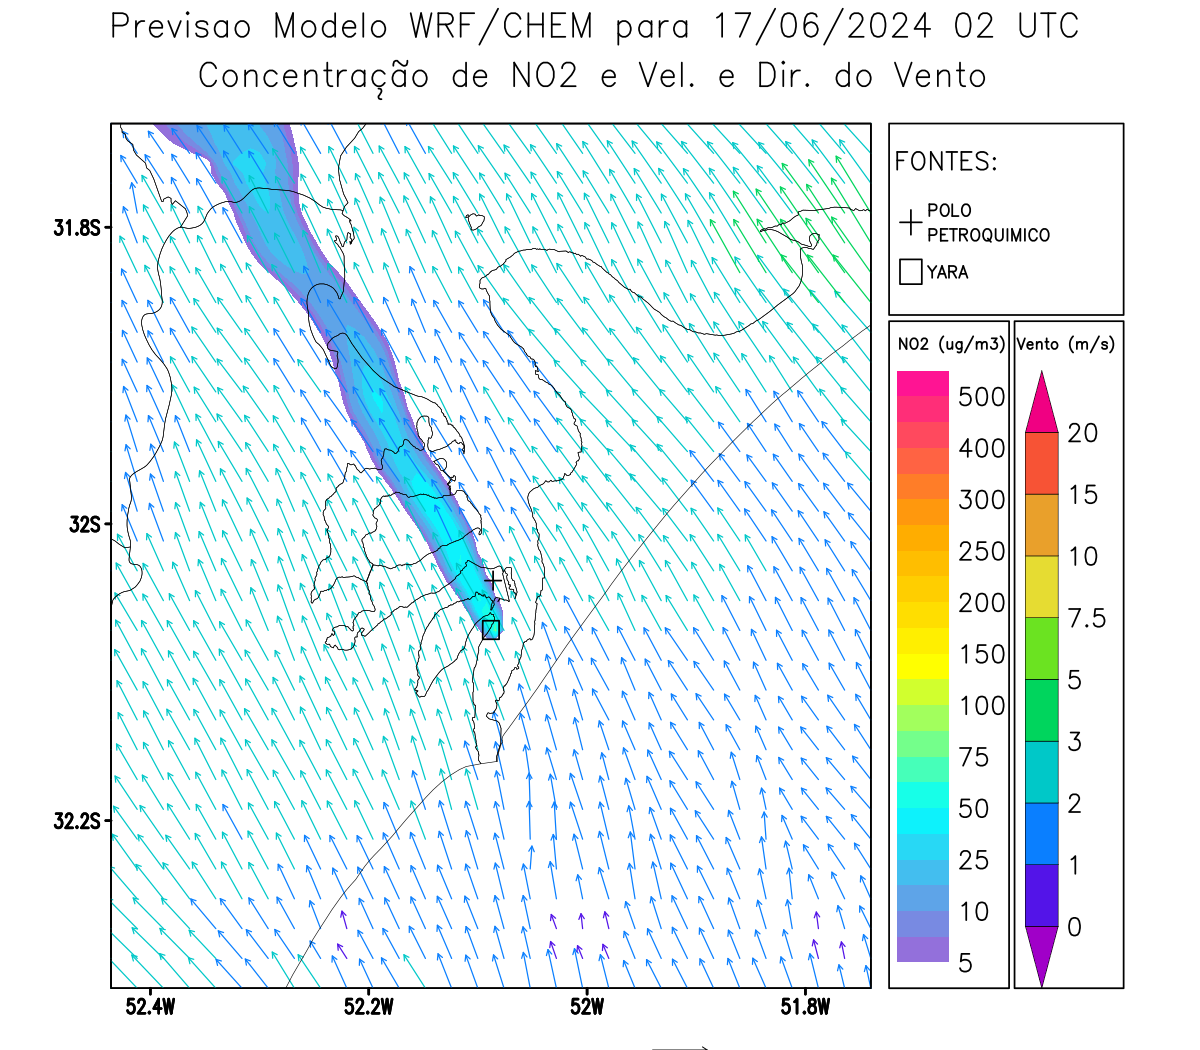 Previsao Modelo WRF/CHEM para 17/06/2024 02 UTC
Concentração de NO2 e Vel. e Dir. do Vento
FONTES:
POLO
PETROQUIMICO
YARA
NO2 (ug/m3)
500
400
300
250
200
150
100
75
50
25
10
5
Vento (m/s)
20
15
10
7.5
5
3
2
1
0
31.8S
32S
32.2S
52.4W 52.2W 52W 51.8W